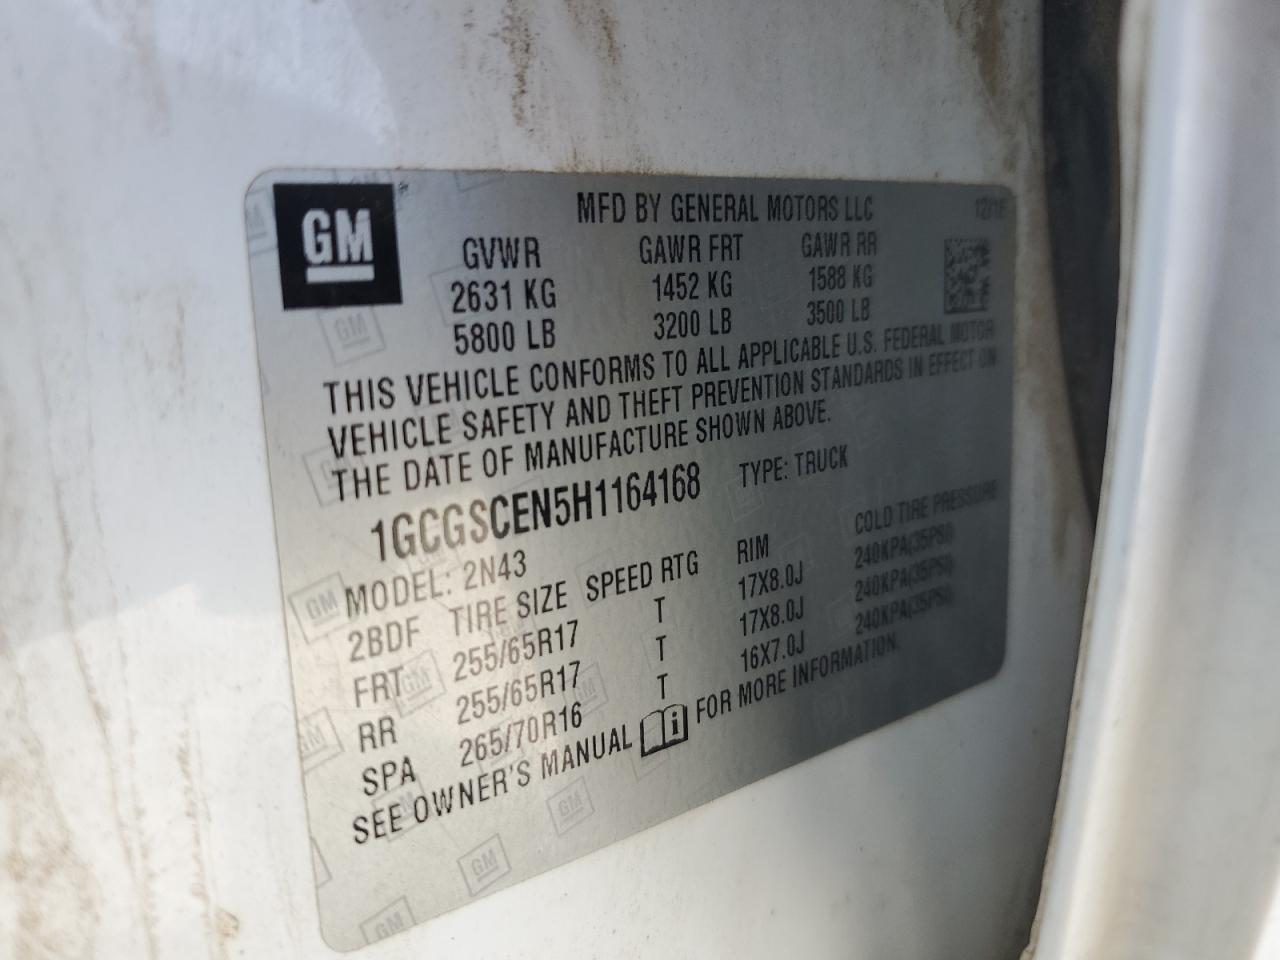 GM
MFD BY GENERAL MOTORS LLC
GVWR GAWR FRT GAWR RR
2631 KG 1452 KG 1588 KG
5800 LB 3200 LB 3500 LB
THIS VEHICLE CONFORMS TO ALL APPLICABLE U.S. FEDERAL MOTOR
VEHICLE SAFETY AND THEFT PREVENTION STANDARDS IN EFFECT ON
THE DATE OF MANUFACTURE SHOWN ABOVE.
1GCGSCEN5H1164168 TYPE: TRUCK
MODEL: 2N43
2BDF TIRE SIZE SPEED RTG RIM COLD TIRE PRESSURE
FRT 255/65R17 T 17X8.0J 240KPA(35PSI)
RR 255/65R17 T 17X8.0J 240KPA(35PSI)
SPA 265/70R16 T 16X7.0J 240KPA(35PSI)
SEE OWNER'S MANUAL FOR MORE INFORMATION.